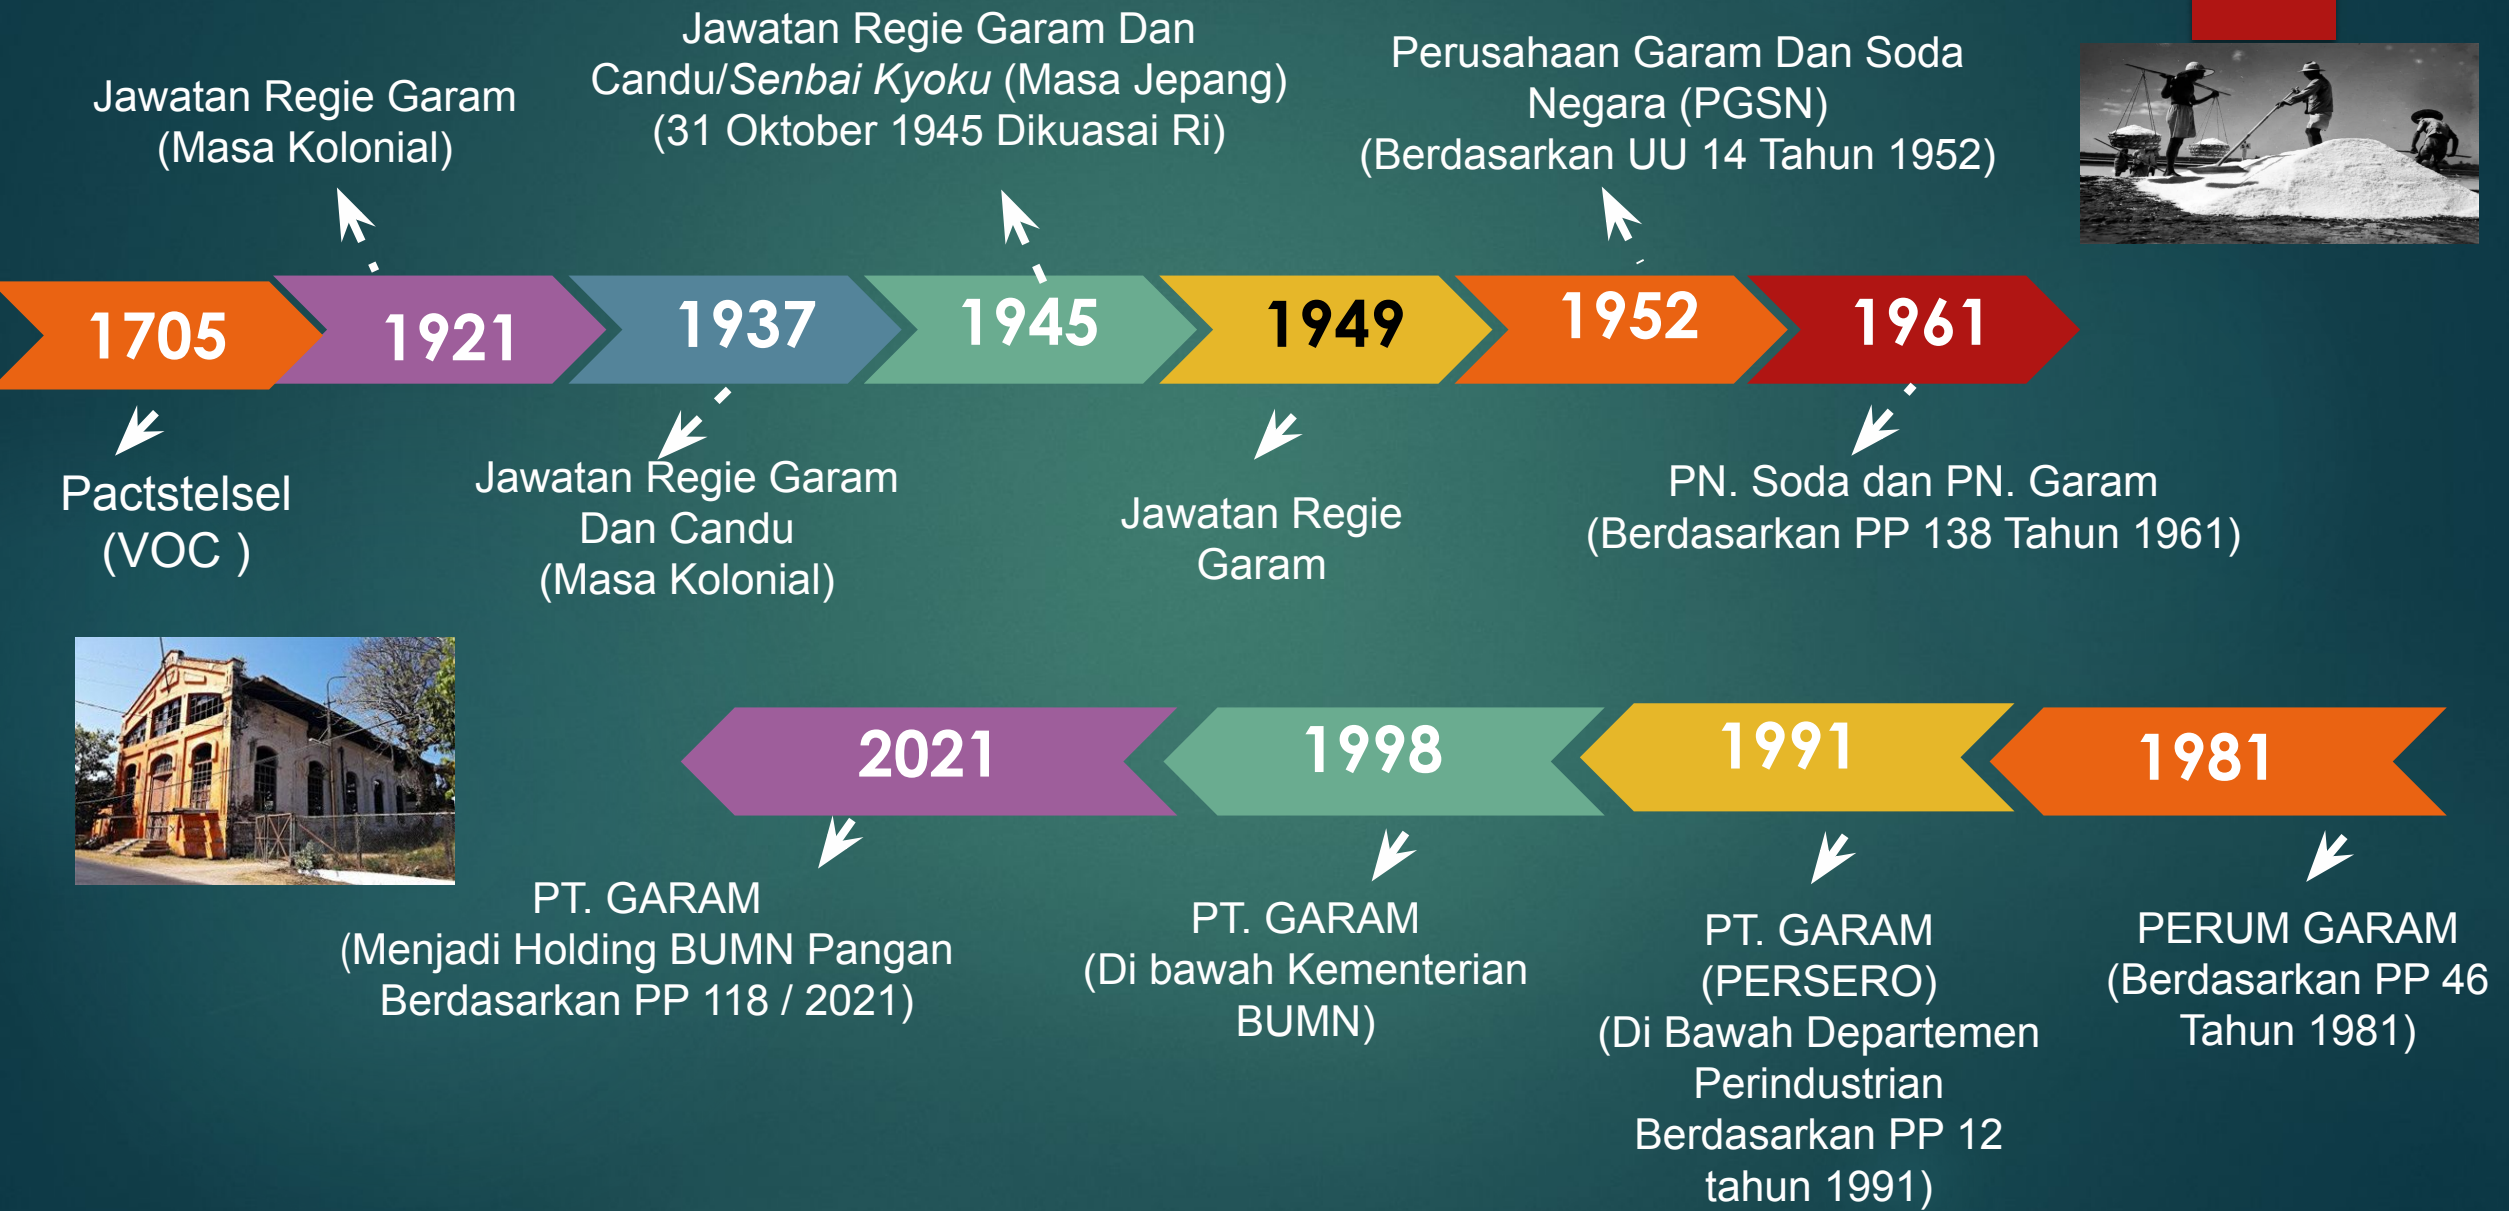 Jawatan Regie Garam
(Masa Kolonial)
Jawatan Regie Garam Dan
Candu/Senbai Kyoku (Masa Jepang)
(31 Oktober 1945 Dikuasai Ri)
Perusahaan Garam Dan Soda
Negara (PGSN)
(Berdasarkan UU 14 Tahun 1952)
1705
1921
1937
1945
1949
1952
1961
Pactstelsel
(VOC )
Jawatan Regie Garam
Dan Candu
(Masa Kolonial)
Jawatan Regie
Garam
PN. Soda dan PN. Garam
(Berdasarkan PP 138 Tahun 1961)
2021
1998
1991
1981
PT. GARAM
(Menjadi Holding BUMN Pangan
Berdasarkan PP 118 / 2021)
PT. GARAM
(Di bawah Kementerian
BUMN)
PT. GARAM
(PERSERO)
(Di Bawah Departemen
Perindustrian
Berdasarkan PP 12
tahun 1991)
PERUM GARAM
(Berdasarkan PP 46
Tahun 1981)